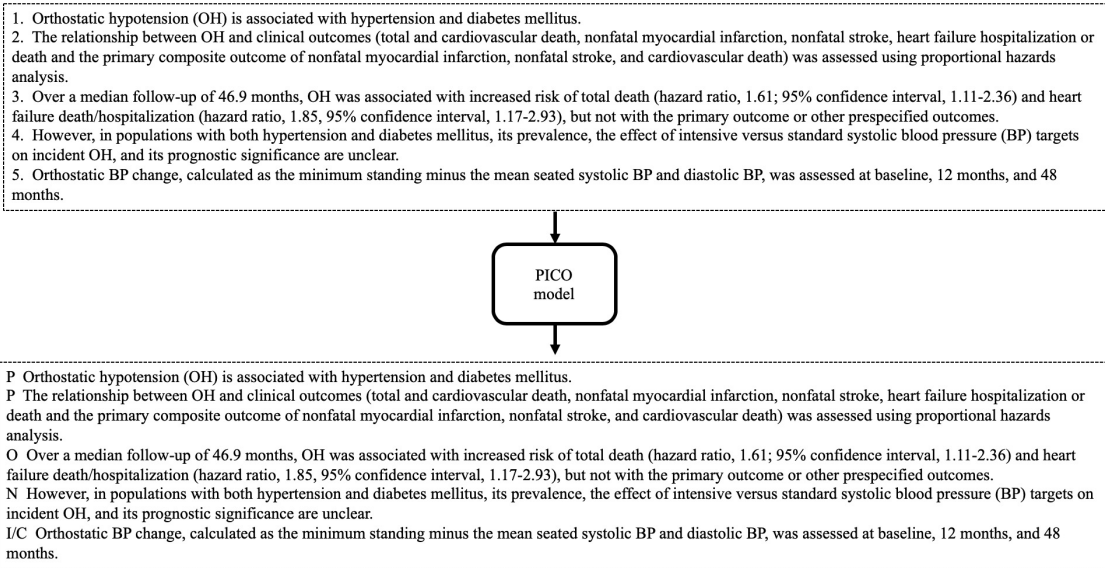 1. Orthostatic hypotension (OH) is associated with hypertension and diabetes mellitus.
2. The relationship between OH and clinical outcomes (total and cardiovascular death, nonfatal myocardial infarction, nonfatal stroke, heart failure hospitalization or
death and the primary composite outcome of nonfatal myocardial infarction, nonfatal stroke, and cardiovascular death) was assessed using proportional hazards
analysis.
3. Over a median follow-up of 46.9 months, OH was associated with increased risk of total death (hazard ratio, 1.61; 95% confidence interval, 1.11-2.36) and heart
failure death/hospitalization (hazard ratio, 1.85, 95% confidence interval, 1.17-2.93), but not with the primary outcome or other prespecified outcomes.
4. However, in populations with both hypertension and diabetes mellitus, its prevalence, the effect of intensive versus standard systolic blood pressure (BP) targets
on incident OH, and its prognostic significance are unclear.
5. Orthostatic BP change, calculated as the minimum standing minus the mean seated systolic BP and diastolic BP, was assessed at baseline, 12 months, and 48
months.
PICO
model
P Orthostatic hypotension (OH) is associated with hypertension and diabetes mellitus.
P The relationship between OH and clinical outcomes (total and cardiovascular death, nonfatal myocardial infarction, nonfatal stroke, heart failure hospitalization or
death and the primary composite outcome of nonfatal myocardial infarction, nonfatal stroke, and cardiovascular death) was assessed using proportional hazards
analysis.
O Over a median follow-up of 46.9 months, OH was associated with increased risk of total death (hazard ratio, 1.61; 95% confidence interval, 1.11-2.36) and heart
failure death/hospitalization (hazard ratio, 1.85, 95% confidence interval, 1.17-2.93), but not with the primary outcome or other prespecified outcomes.
N However, in populations with both hypertension and diabetes mellitus, its prevalence, the effect of intensive versus standard systolic blood pressure (BP) targets on
incident OH, and its prognostic significance are unclear.
I/C Orthostatic BP change, calculated as the minimum standing minus the mean seated systolic BP and diastolic BP, was assessed at baseline, 12 months, and 48
months.